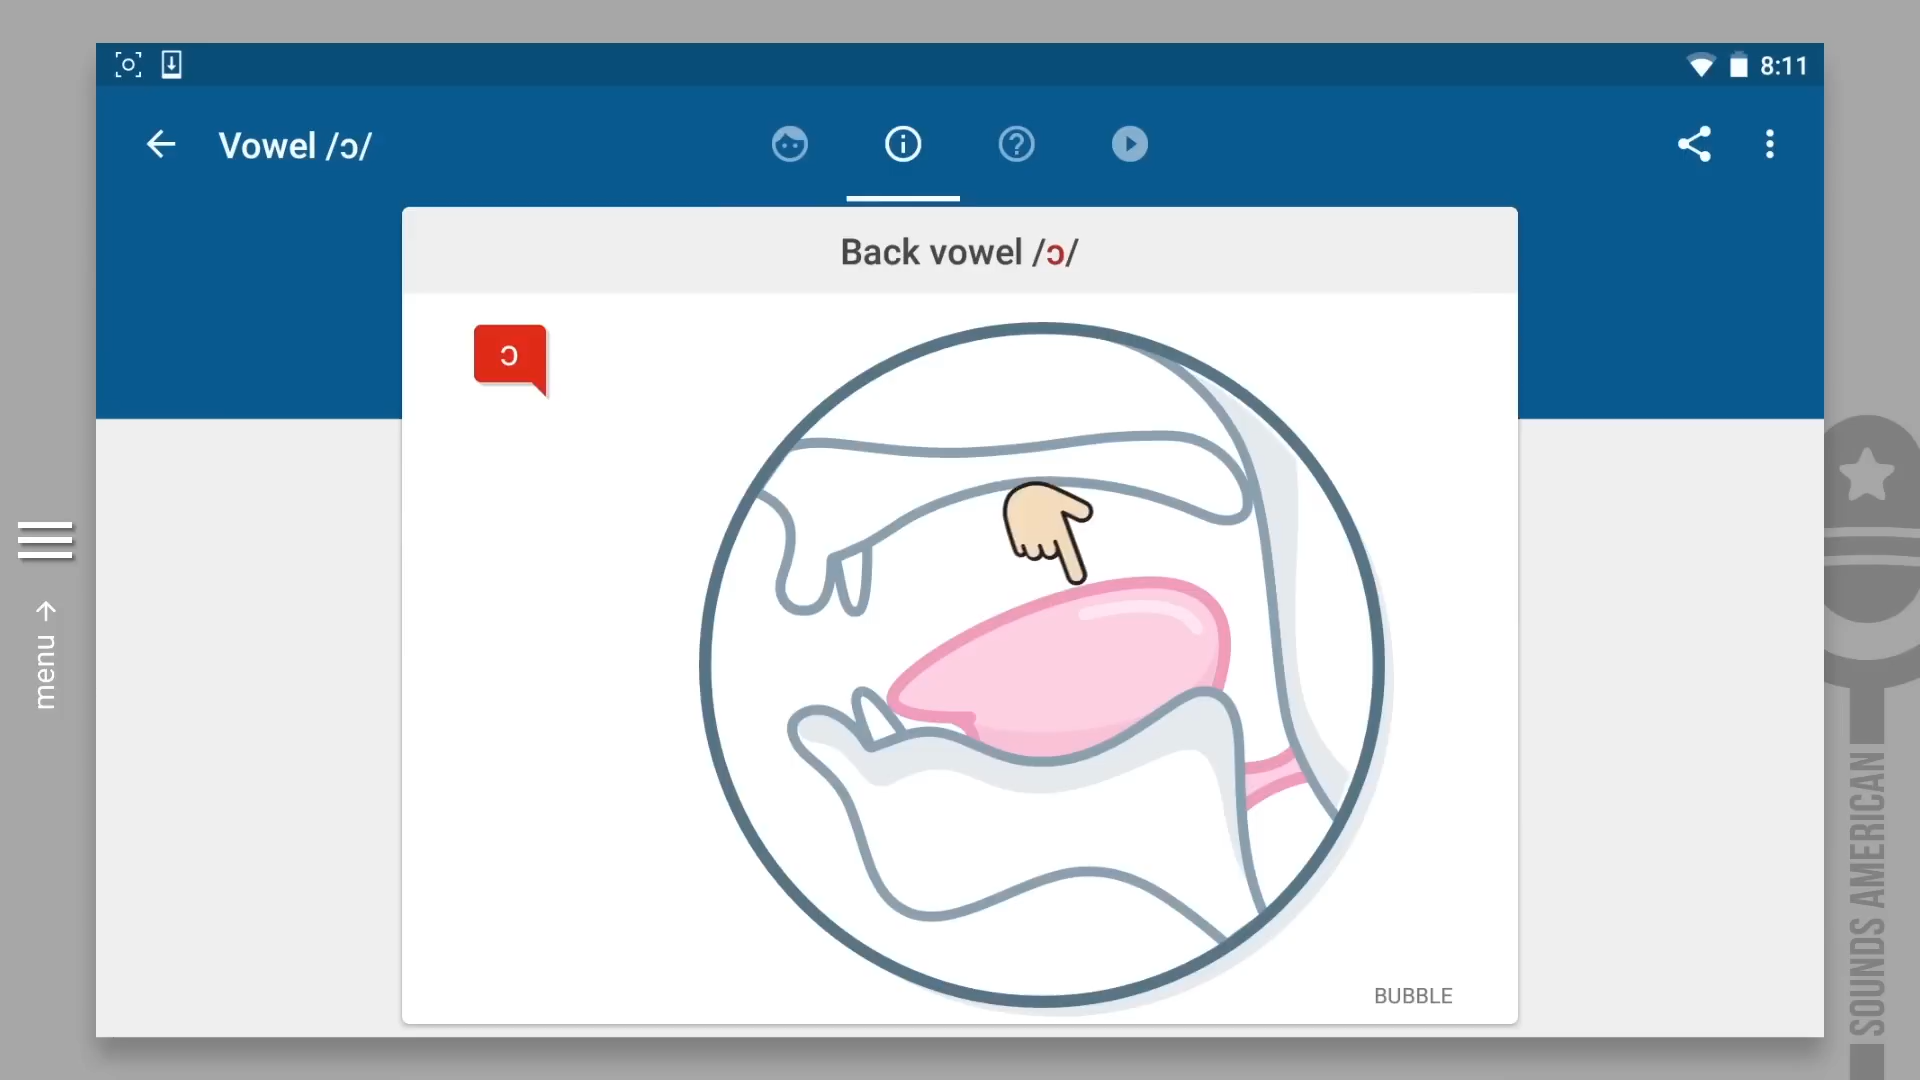 8:11
Vowel /ɔ/
Back vowel /ɔ/
ɔ
menu
BUBBLE
SOUNDS AMERICAN